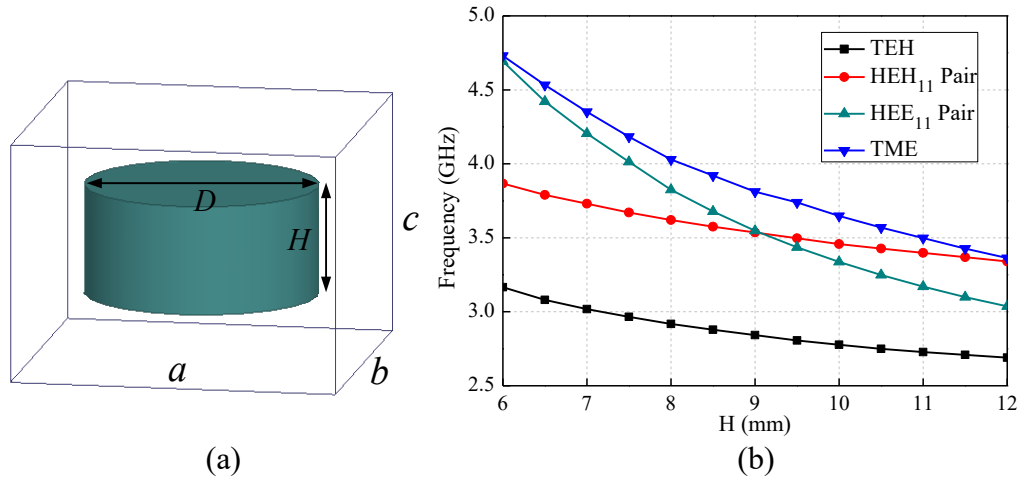 D
H
c
a
b
(a)
5.0
4.5
4.0
3.5
3.0
2.5
Frequency (GHz)
TEH
HEH₁₁ Pair
HEE₁₁ Pair
TME
6 7 8 9 10 11 12
H (mm)
(b)